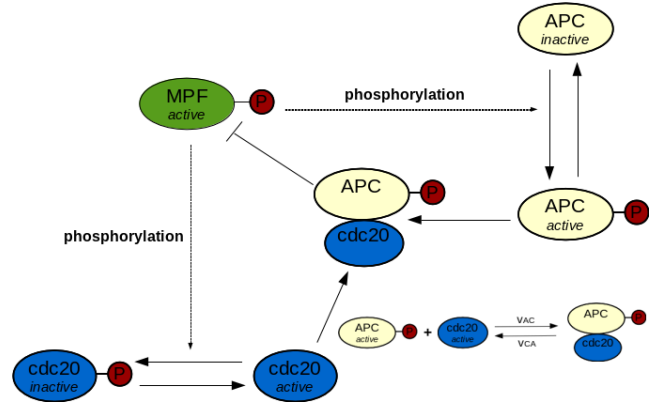 APC
inactive
MPF
active
P
phosphorylation
APC
P
cdc20
APC
active
P
phosphorylation
APC
active
P
+
cdc20
active
VAC
VCA
APC
P
cdc20
cdc20
inactive
P
cdc20
active